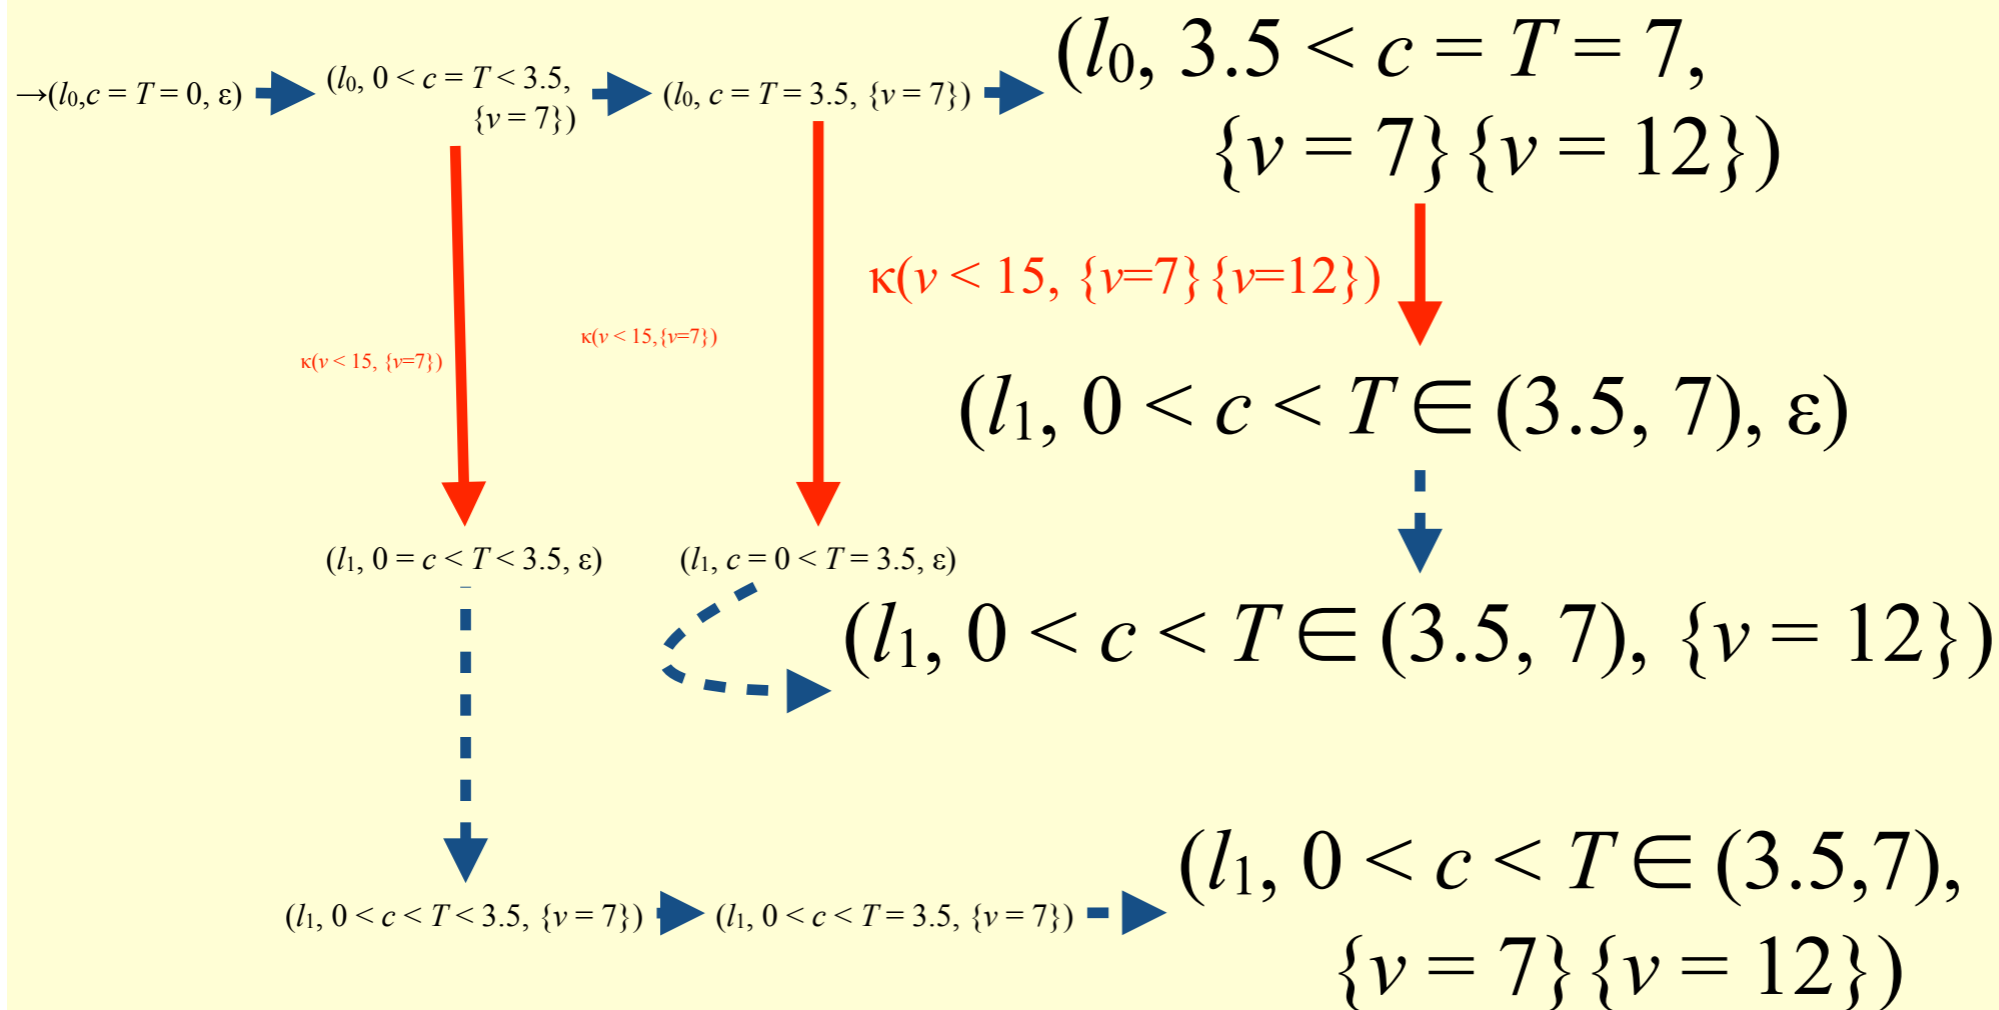 →(l₀,c = T = 0, ε)
(l₀, 0 < c = T < 3.5,
{v = 7})
(l₀, c = T = 3.5, {v = 7})
(l₀, 3.5 < c = T = 7,
{v = 7}{v = 12})
κ(v < 15, {v=7}{v=12})
κ(v < 15,{v=7})
κ(v < 15, {v=7})
(l₁, 0 < c < T ∈ (3.5, 7), ε)
(l₁, 0 = c < T < 3.5, ε)
(l₁, c = 0 < T = 3.5, ε)
(l₁, 0 < c < T ∈ (3.5, 7), {v = 12})
(l₁, 0 < c < T < 3.5, {v = 7})
(l₁, 0 < c < T = 3.5, {v = 7})
(l₁, 0 < c < T ∈ (3.5,7),
{v = 7}{v = 12})